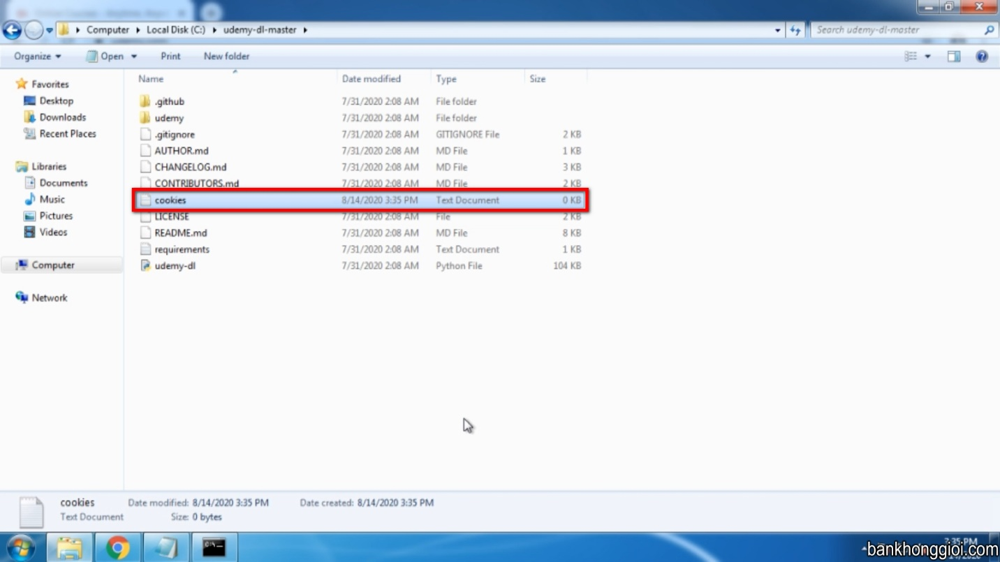 Computer Local Disk (C:) udemy-dl-master Search udemy-dl-master
Organize Open Print New folder
Name Date modified Type Size
Favorites
Desktop
Downloads
Recent Places
Libraries
Documents
Music
Pictures
Videos
Computer
Network
.github 7/31/2020 2:08 AM File folder
udemy 7/31/2020 2:08 AM File folder
.gitignore 7/31/2020 2:08 AM GITIGNORE File 2 KB
AUTHOR.md 7/31/2020 2:08 AM MD File 1 KB
CHANGELOG.md 7/31/2020 2:08 AM MD File 3 KB
CONTRIBUTORS.md 7/31/2020 2:08 AM MD File 2 KB
cookies 8/14/2020 3:35 PM Text Document 0 KB
LICENSE 7/31/2020 2:08 AM File 2 KB
README.md 7/31/2020 2:08 AM MD File 8 KB
requirements 7/31/2020 2:08 AM Text Document 1 KB
udemy-dl 7/31/2020 2:08 AM Python File 104 KB
cookies Date modified: 8/14/2020 3:35 PM Date created: 8/14/2020 3:35 PM
Text Document Size: 0 bytes
3:35 PM
bankhonggioi.com